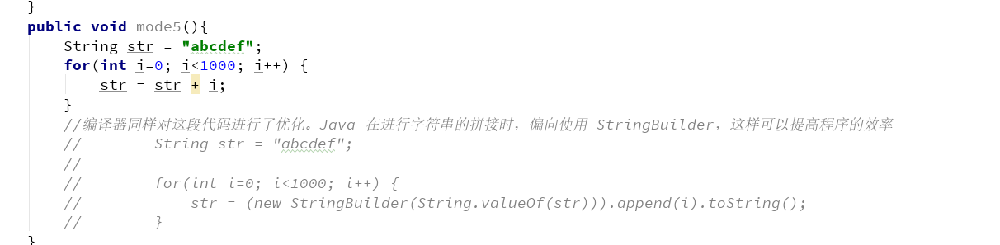 }
public void mode5(){
    String str = "abcdef";
    for(int i=0; i<1000; i++) {
        str = str + i;
    }
    //编译器同样对这段代码进行了优化。Java 在进行字符串的拼接时，偏向使用 StringBuilder，这样可以提高程序的效率
    //        String str = "abcdef";
    //
    //        for(int i=0; i<1000; i++) {
    //            str = (new StringBuilder(String.valueOf(str))).append(i).toString();
    //        }
}